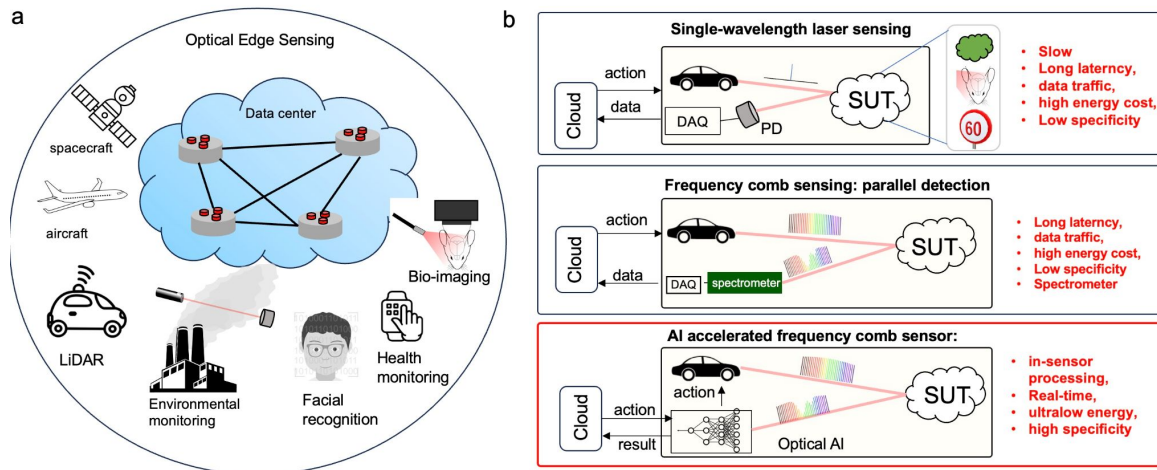 a
Optical Edge Sensing
Data center
spacecraft
aircraft
LiDAR
Environmental
monitoring
Facial
recognition
Health
monitoring
Bio-imaging
b
Single-wavelength laser sensing
Cloud
action
data
DAQ
PD
SUT
60
• Slow
• Long laterncy,
• data traffic,
• high energy cost,
• Low specificity
Frequency comb sensing: parallel detection
Cloud
action
data
DAQ
spectrometer
SUT
• Long laterncy,
• data traffic,
• high energy cost,
• Low specificity
• Spectrometer
AI accelerated frequency comb sensor:
Cloud
action
result
action
Optical AI
SUT
• in-sensor
processing,
• Real-time,
• ultralow energy,
• high specificity